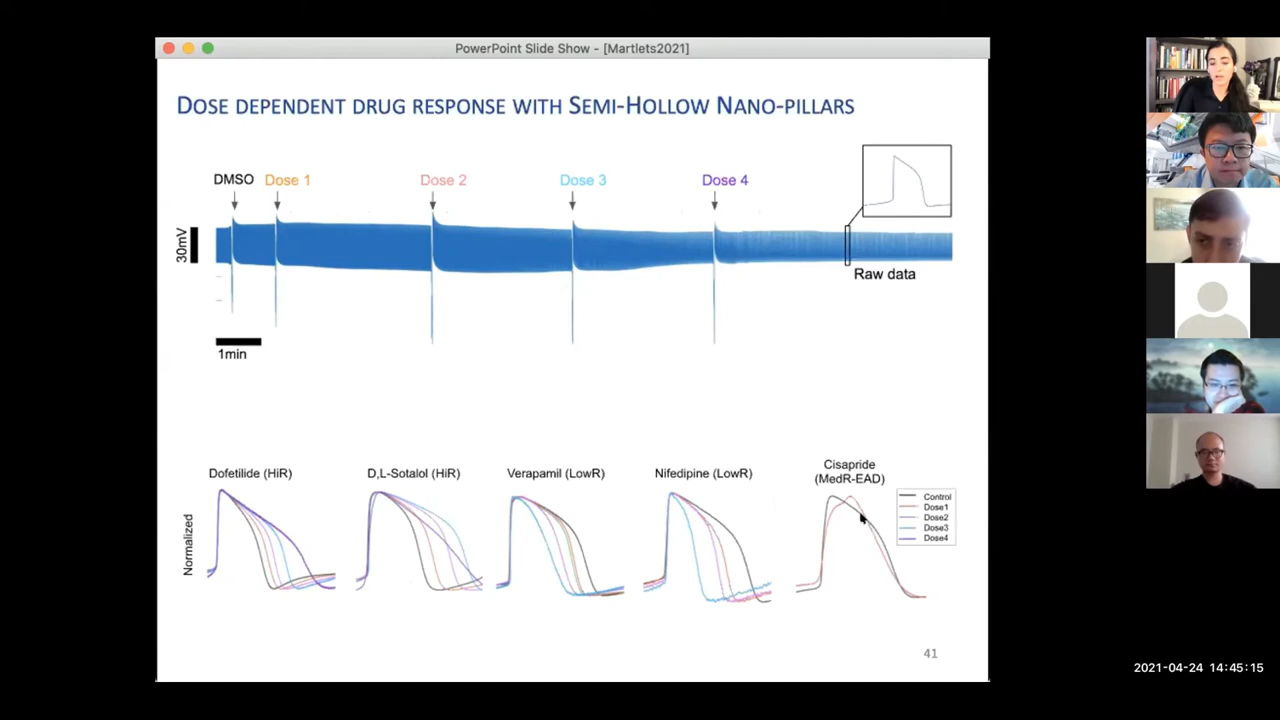 PowerPoint Slide Show - [Martlets2021]
DOSE DEPENDENT DRUG RESPONSE WITH SEMI-HOLLOW NANO-PILLARS
DMSO Dose 1 Dose 2 Dose 3 Dose 4
30mV
Raw data
1min
Dofetilide (HiR) D,L-Sotalol (HiR) Verapamil (LowR) Nifedipine (LowR) Cisapride
(MedR-EAD)
Normalized
Control
Dose1
Dose2
Dose3
Dose4
41
2021-04-24 14:45:15